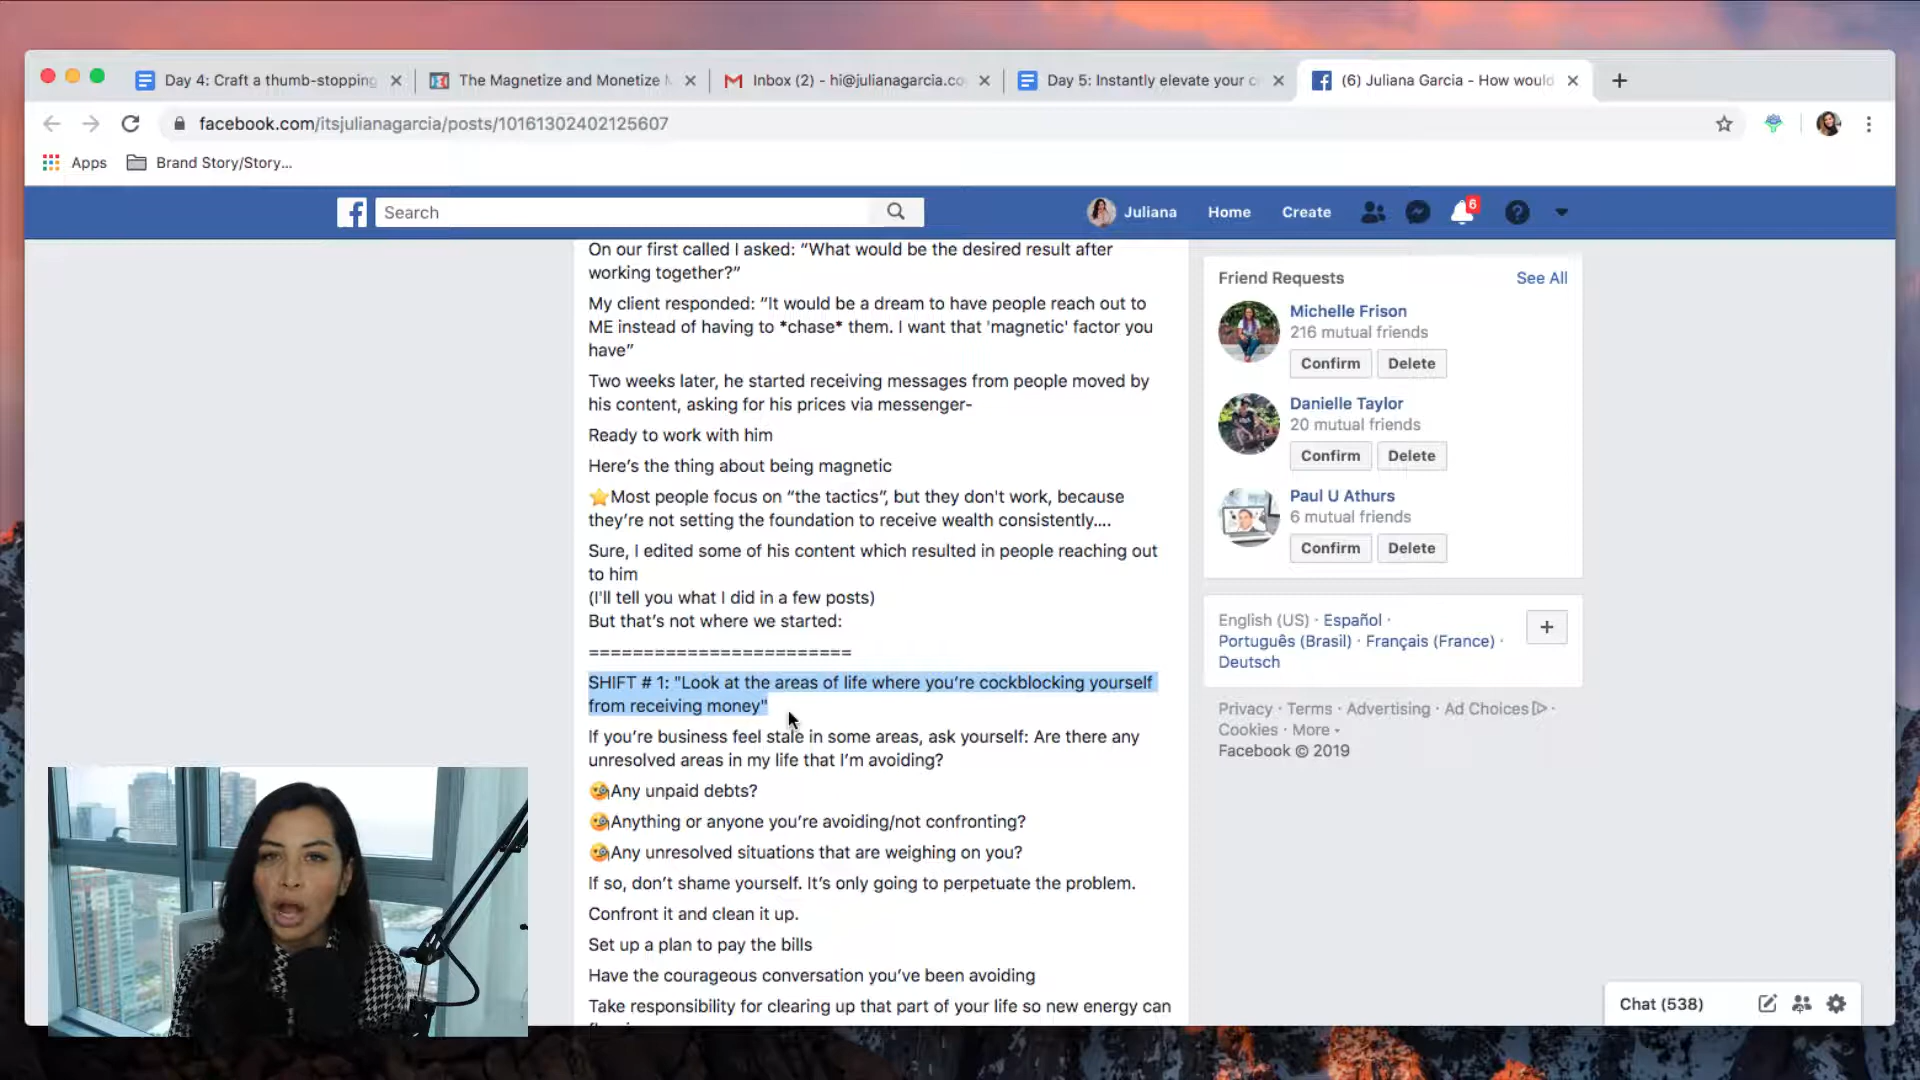 Day 4: Craft a thumb-stopping
The Magnetize and Monetize
Inbox (2) - hi@julianagarcia.co
Day 5: Instantly elevate your c
(6) Juliana Garcia - How would
facebook.com/itsjulianagarcia/posts/10161302402125607
Apps
Brand Story/Story...
Search
Juliana
Home
Create
6
On our first called I asked: “What would be the desired result after
working together?”
My client responded: “It would be a dream to have people reach out to
ME instead of having to *chase* them. I want that 'magnetic' factor you
have”
Two weeks later, he started receiving messages from people moved by
his content, asking for his prices via messenger-
Ready to work with him
Here’s the thing about being magnetic
⭐Most people focus on “the tactics”, but they don't work, because
they’re not setting the foundation to receive wealth consistently....
Sure, I edited some of his content which resulted in people reaching out
to him
(I'll tell you what I did in a few posts)
But that’s not where we started:
========================
SHIFT # 1: "Look at the areas of life where you’re cockblocking yourself
from receiving money"
If you’re business feel stale in some areas, ask yourself: Are there any
unresolved areas in my life that I’m avoiding?
🧐Any unpaid debts?
🧐Anything or anyone you’re avoiding/not confronting?
🧐Any unresolved situations that are weighing on you?
If so, don’t shame yourself. It’s only going to perpetuate the problem.
Confront it and clean it up.
Set up a plan to pay the bills
Have the courageous conversation you’ve been avoiding
Take responsibility for clearing up that part of your life so new energy can
Friend Requests
See All
Michelle Frison
216 mutual friends
Confirm
Delete
Danielle Taylor
20 mutual friends
Confirm
Delete
Paul U Athurs
6 mutual friends
Confirm
Delete
English (US) · Español ·
Português (Brasil) · Français (France) ·
Deutsch
Privacy · Terms · Advertising · Ad Choices ·
Cookies · More
Facebook © 2019
Chat (538)